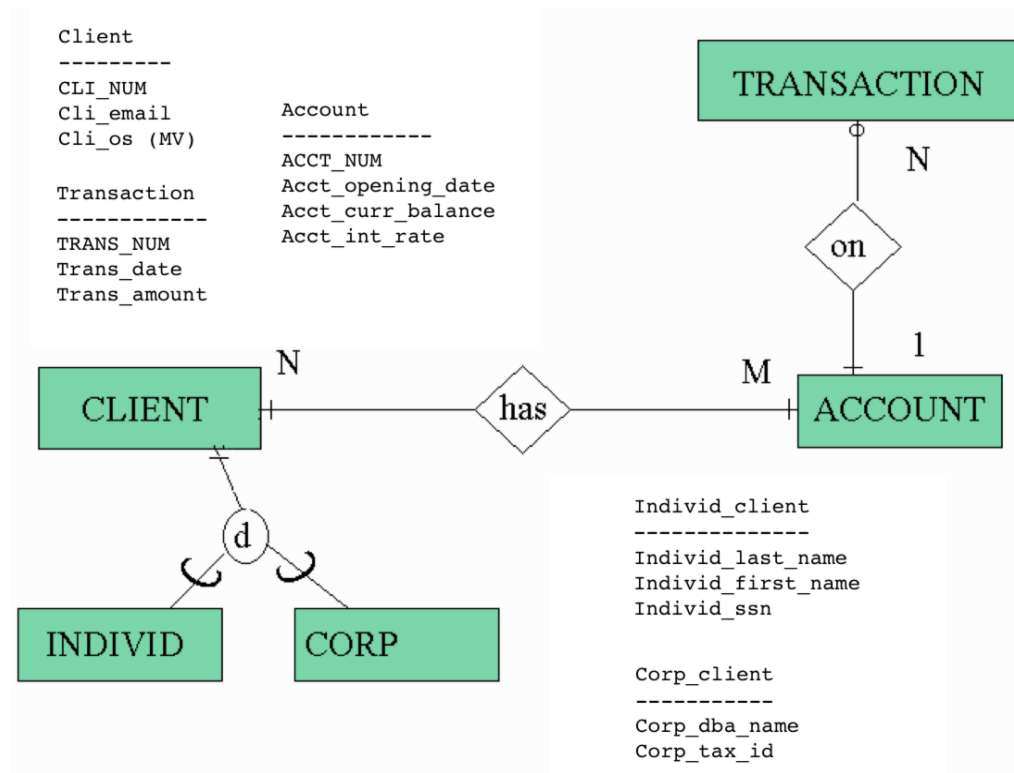 Client
---------
CLI_NUM
Cli_email
Cli_os (MV)
Transaction
------------
TRANS_NUM
Trans_date
Trans_amount
Account
------------
ACCT_NUM
Acct_opening_date
Acct_curr_balance
Acct_int_rate
TRANSACTION
N
on
1
CLIENT
N
has
M
ACCOUNT
d
INDIVID
CORP
Individ_client
--------------
Individ_last_name
Individ_first_name
Individ_ssn
Corp_client
-----------
Corp_dba_name
Corp_tax_id